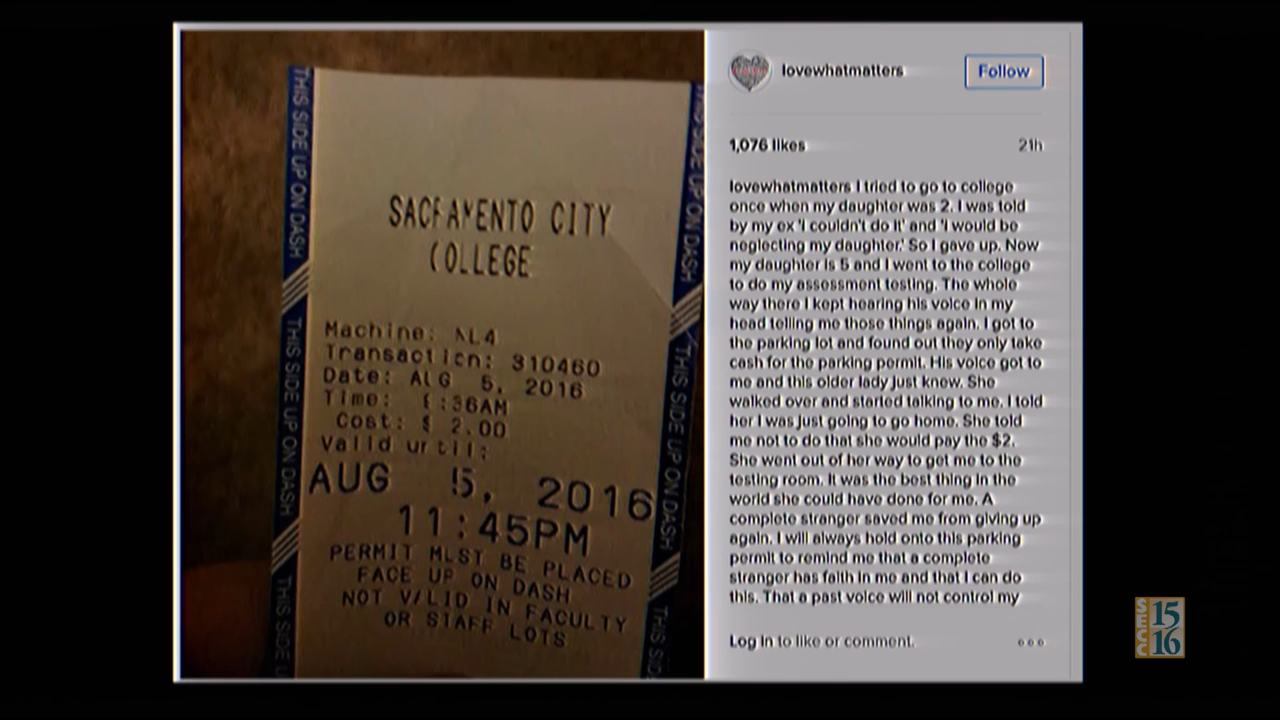 THIS SIDE UP ON DASH
THIS SIDE UP ON DASH
THIS SIDE U
THIS SIDE UP ON DASH
THIS SIDE UP ON DASH
THIS SID
SACRAMENTO CITY
COLLEGE
Machine: AL4
Transaction: 310460
Date: AUG 5, 2016
Time: :36AM
Cost: $ 2.00
Valid until:
AUG 5, 2016
11:45PM
PERMIT MUST BE PLACED
FACE UP ON DASH
NOT VALID IN FACULTY
OR STAFF LOTS
lovewhatmatters
Follow
1,076 likes 21h
lovewhatmatters I tried to go to college
once when my daughter was 2. I was told
by my ex 'I couldn't do it' and 'I would be
neglecting my daughter.' So I gave up. Now
my daughter is 5 and I went to the college
to do my assessment testing. The whole
way there I kept hearing his voice in my
head telling me those things again. I got to
the parking lot and found out they only take
cash for the parking permit. His voice got to
me and this older lady just knew. She
walked over and started talking to me. I told
her I was just going to go home. She told
me not to do that she would pay the $2.
She went out of her way to get me to the
testing room. It was the best thing in the
world she could have done for me. A
complete stranger saved me from giving up
again. I will always hold onto this parking
permit to remind me that a complete
stranger has faith in me and that I can do
this. That a past voice will not control my
Log in to like or comment.
SECC
15
16